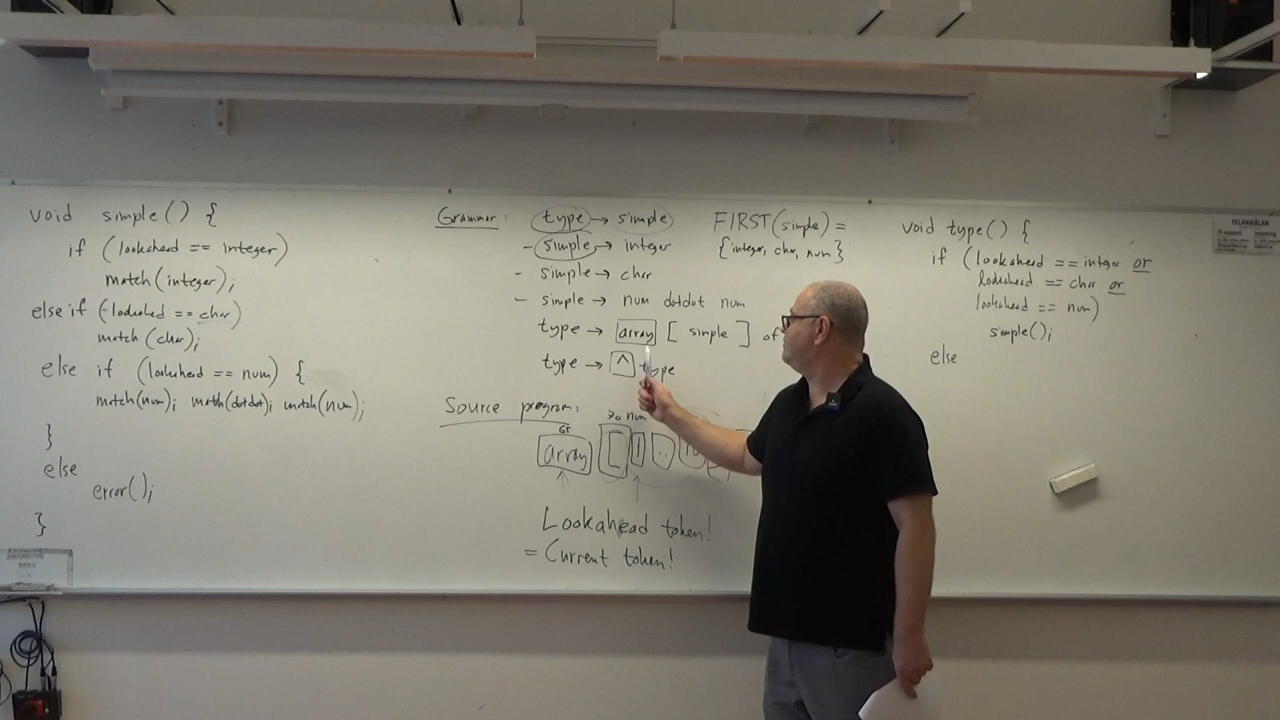 void simple() {
if (lookahead == integer)
match(integer);
else if (lookahead == char)
match (char);
else if (lookahead == num) {
match(num); match(dotdot); match(num);
}
else
error();
}
Grammar: type → simple
- simple → integer
- simple → char
- simple → num dotdot num
type → array [ simple ] of
type → ^ type
FIRST(simple) =
{integer, char, num}
Source program:
num
array [ 1 ..
Lookahead token!
= Current token!
void type() {
if (lookahead == integer or
lookahead == char or
lookahead == num)
simple();
else